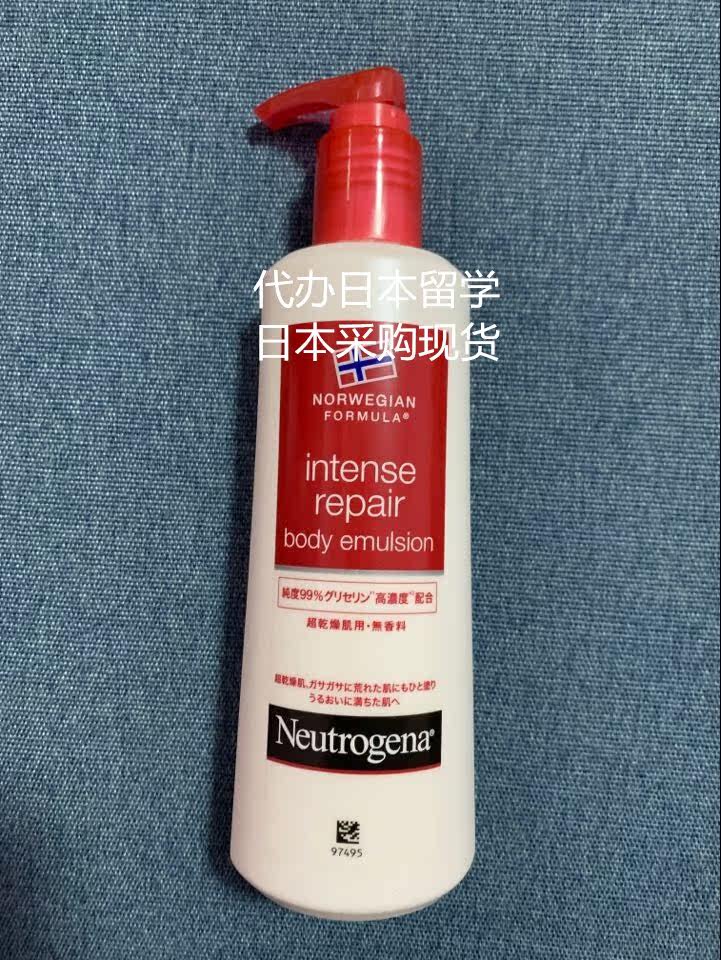 代办日本留学
日本采购现货
NORWEGIAN
FORMULA®
intense
repair
body emulsion
純度99%グリセリン*¹高濃度*²配合
超乾燥肌用・無香料
超乾燥肌、ガサガサに荒れた肌にもひと塗り
うるおいに満ちた肌へ
Neutrogena®
97495